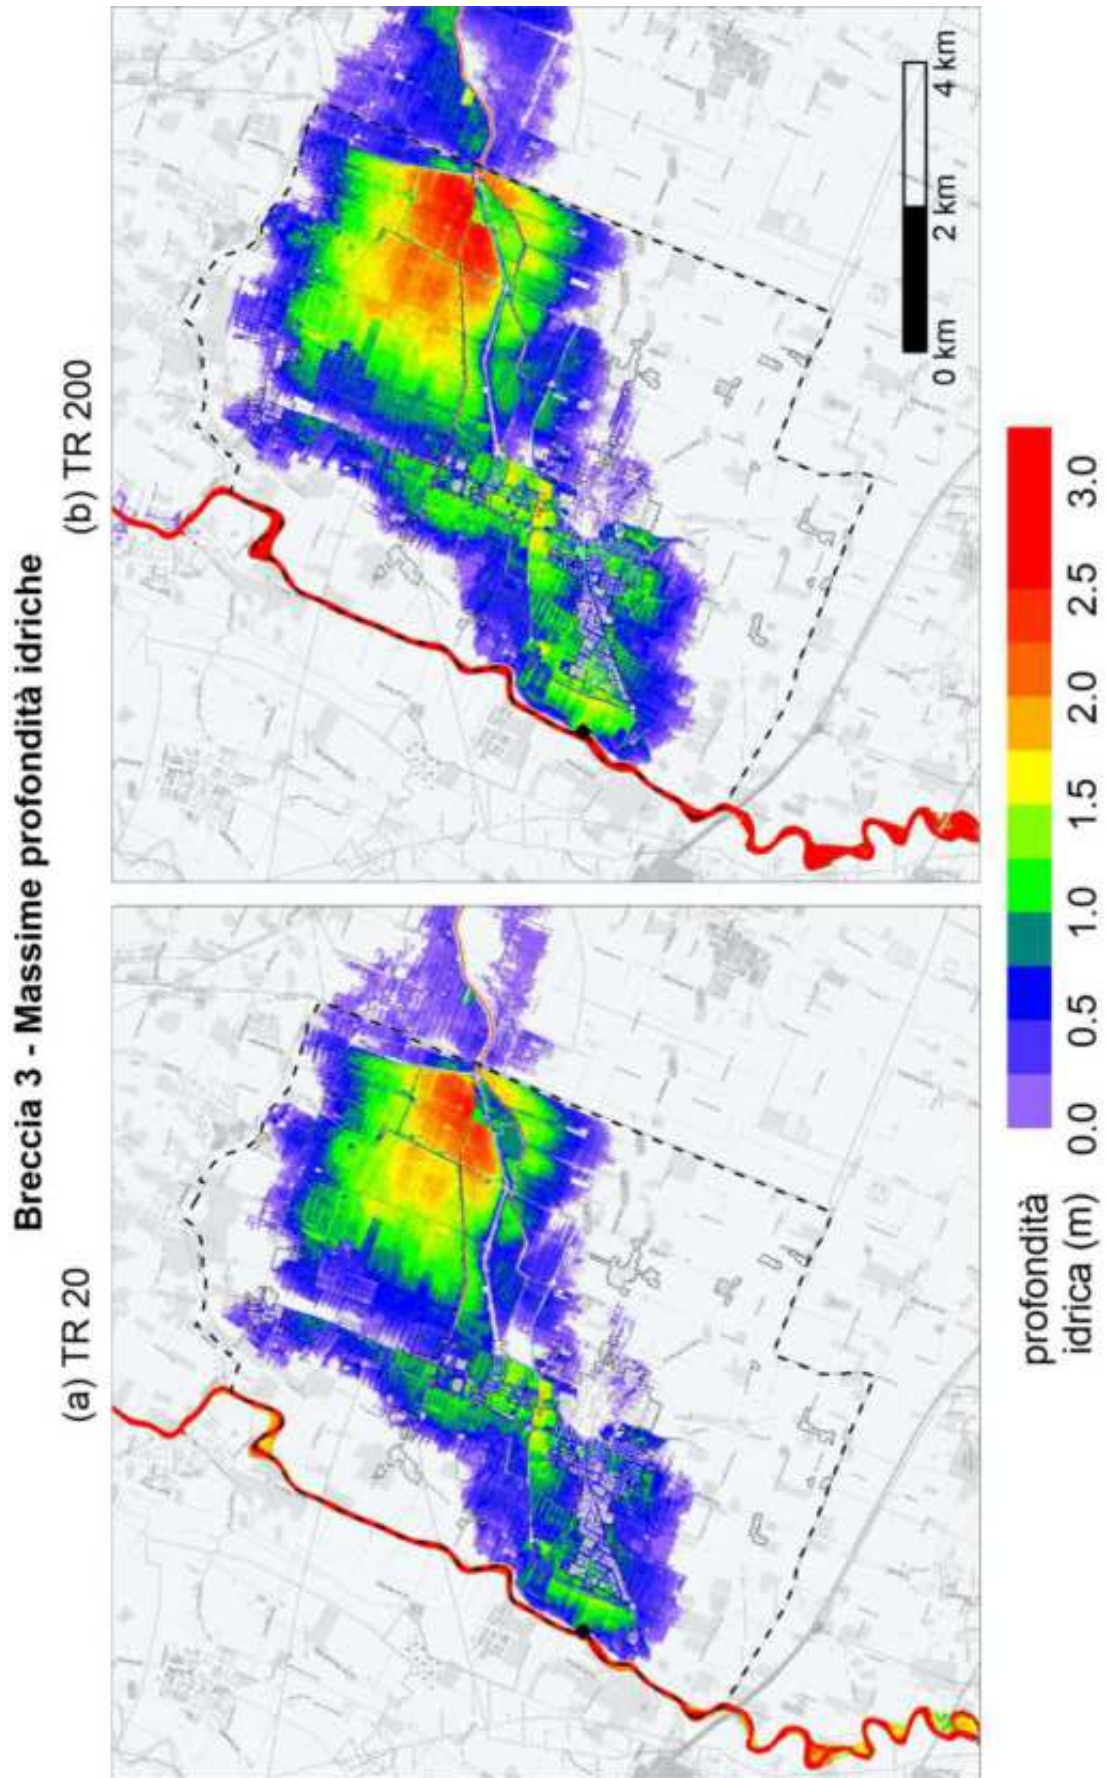 Breccia 3 - Massime profondità idriche
(a) TR 20
(b) TR 200
0 km
2 km
4 km
profondità
idrica (m)
0.0
0.5
1.0
1.5
2.0
2.5
3.0